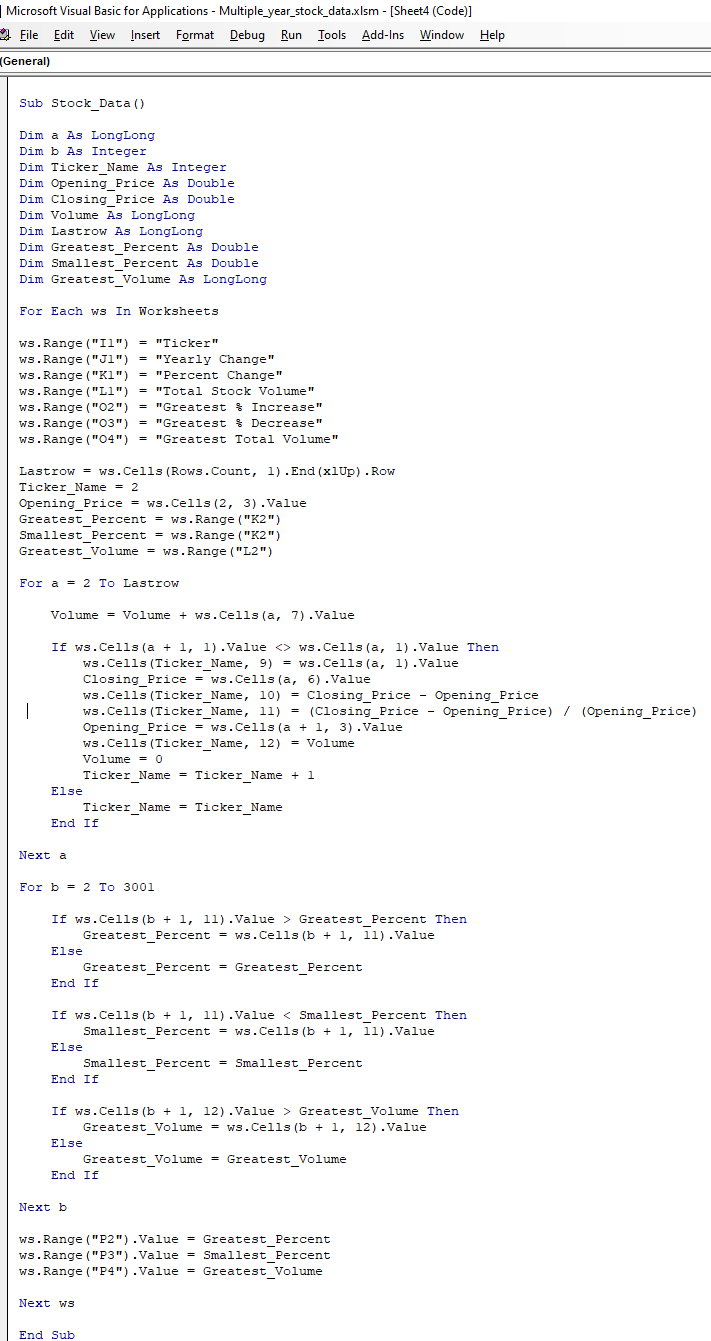 Microsoft Visual Basic for Applications - Multiple_year_stock_data.xlsm - [Sheet4 (Code)]
File Edit View Insert Format Debug Run Tools Add-Ins Window Help
(General)
Sub Stock_Data()
Dim a As LongLong
Dim b As Integer
Dim Ticker_Name As Integer
Dim Opening_Price As Double
Dim Closing_Price As Double
Dim Volume As LongLong
Dim Lastrow As LongLong
Dim Greatest_Percent As Double
Dim Smallest_Percent As Double
Dim Greatest_Volume As LongLong
For Each ws In Worksheets
ws.Range("I1") = "Ticker"
ws.Range("J1") = "Yearly Change"
ws.Range("K1") = "Percent Change"
ws.Range("L1") = "Total Stock Volume"
ws.Range("O2") = "Greatest % Increase"
ws.Range("O3") = "Greatest % Decrease"
ws.Range("O4") = "Greatest Total Volume"
Lastrow = ws.Cells(Rows.Count, 1).End(xlUp).Row
Ticker_Name = 2
Opening_Price = ws.Cells(2, 3).Value
Greatest_Percent = ws.Range("K2")
Smallest_Percent = ws.Range("K2")
Greatest_Volume = ws.Range("L2")
For a = 2 To Lastrow
Volume = Volume + ws.Cells(a, 7).Value
If ws.Cells(a + 1, 1).Value <> ws.Cells(a, 1).Value Then
ws.Cells(Ticker_Name, 9) = ws.Cells(a, 1).Value
Closing_Price = ws.Cells(a, 6).Value
ws.Cells(Ticker_Name, 10) = Closing_Price - Opening_Price
ws.Cells(Ticker_Name, 11) = (Closing_Price - Opening_Price) / (Opening_Price)
Opening_Price = ws.Cells(a + 1, 3).Value
ws.Cells(Ticker_Name, 12) = Volume
Volume = 0
Ticker_Name = Ticker_Name + 1
Else
Ticker_Name = Ticker_Name
End If
Next a
For b = 2 To 3001
If ws.Cells(b + 1, 11).Value > Greatest_Percent Then
Greatest_Percent = ws.Cells(b + 1, 11).Value
Else
Greatest_Percent = Greatest_Percent
End If
If ws.Cells(b + 1, 11).Value < Smallest_Percent Then
Smallest_Percent = ws.Cells(b + 1, 11).Value
Else
Smallest_Percent = Smallest_Percent
End If
If ws.Cells(b + 1, 12).Value > Greatest_Volume Then
Greatest_Volume = ws.Cells(b + 1, 12).Value
Else
Greatest_Volume = Greatest_Volume
End If
Next b
ws.Range("P2").Value = Greatest_Percent
ws.Range("P3").Value = Smallest_Percent
ws.Range("P4").Value = Greatest_Volume
Next ws
End Sub